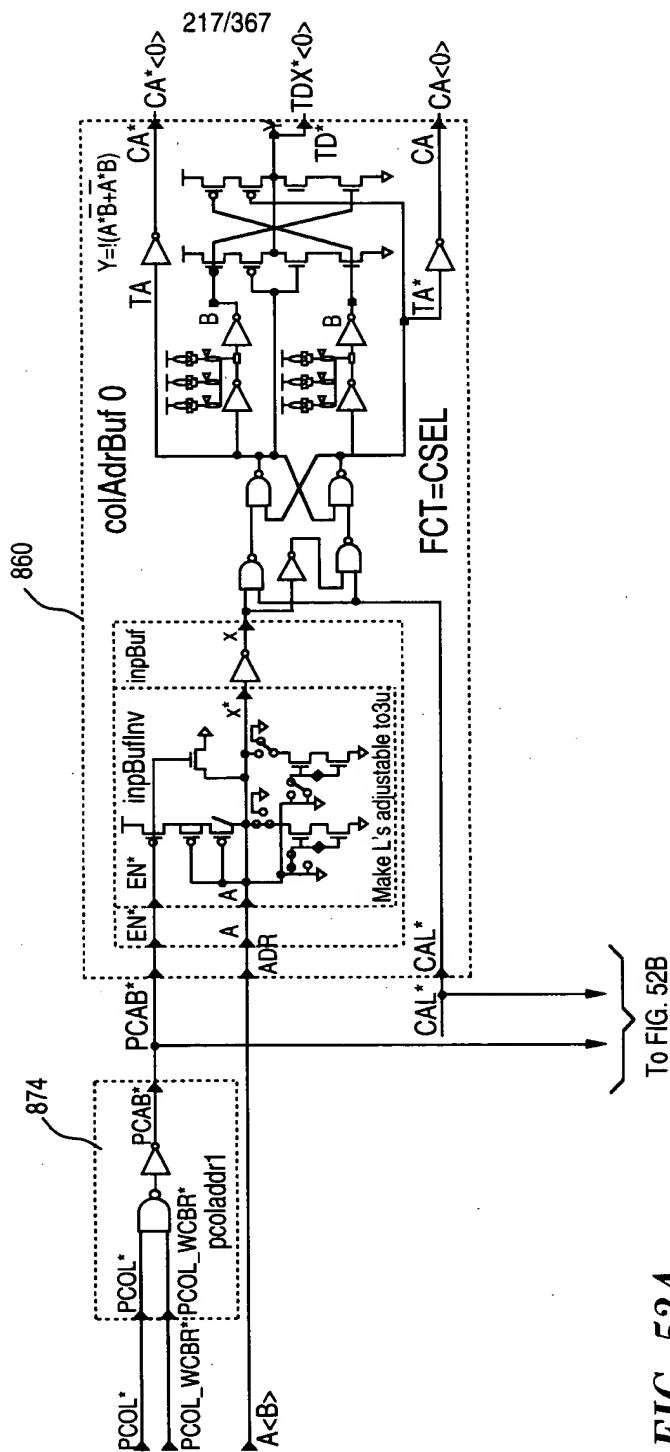 217/367
860
874
colAdrBuf 0
Y=!(A*B̅+A̅*B)
TA
CA*
CA*<0>
inpBuf
inpBufInv
EN*
EN*
PCAB*
PCAB*
PCOL*
PCOL*
PCOL_WCBR*
PCOL_WCBR*
pcoladdr1
x*
x
B
B
Y
TD*
TDX*<0>
A<B>
ADR
A
A
Make L's adjustable to3u
FCT=CSEL
TA*
CA
CA<0>
CAL*
CAL*
To FIG. 52B
FIG. 52A